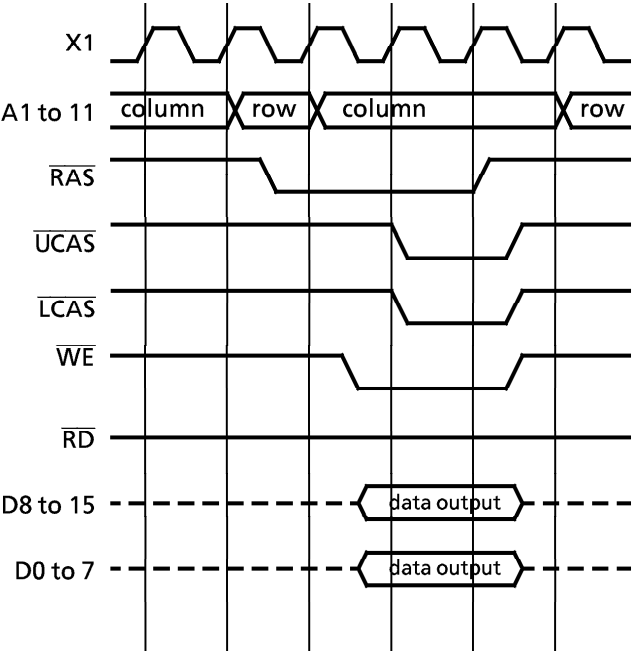 X1
A1 to 11 column row column row
RAS
UCAS
LCAS
WE
RD
D8 to 15 data output
D0 to 7 data output